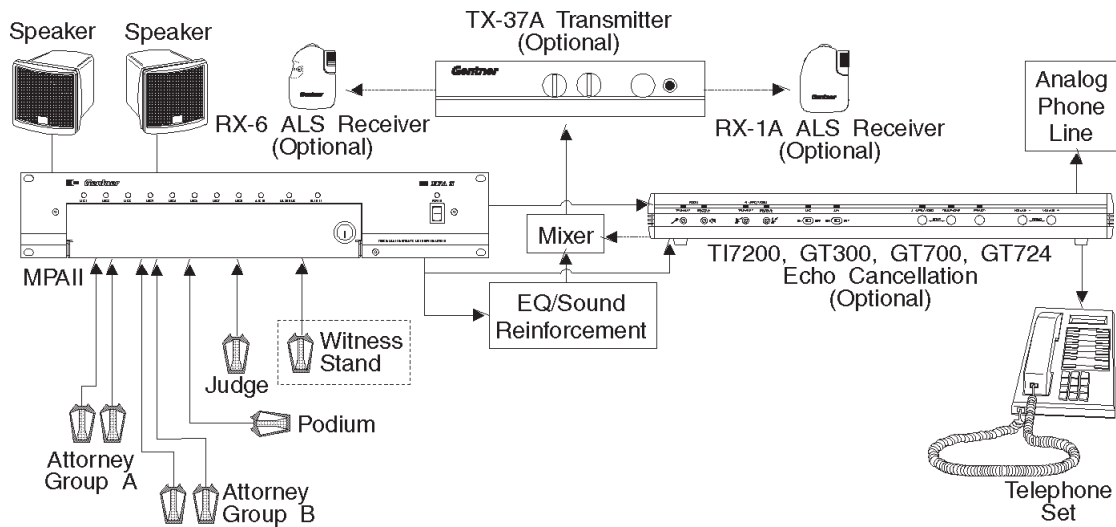 Speaker
Speaker
TX-37A Transmitter
(Optional)
Gentner
Gentner
Gentner
RX-6 ALS Receiver
(Optional)
RX-1A ALS Receiver
(Optional)
Analog
Phone
Line
Gentner
MPAII
Mixer
TI7200, GT300, GT700, GT724
Echo Cancellation
(Optional)
EQ/Sound
Reinforcement
Witness
Stand
Judge
Podium
Attorney
Group A
Attorney
Group B
Telephone
Set